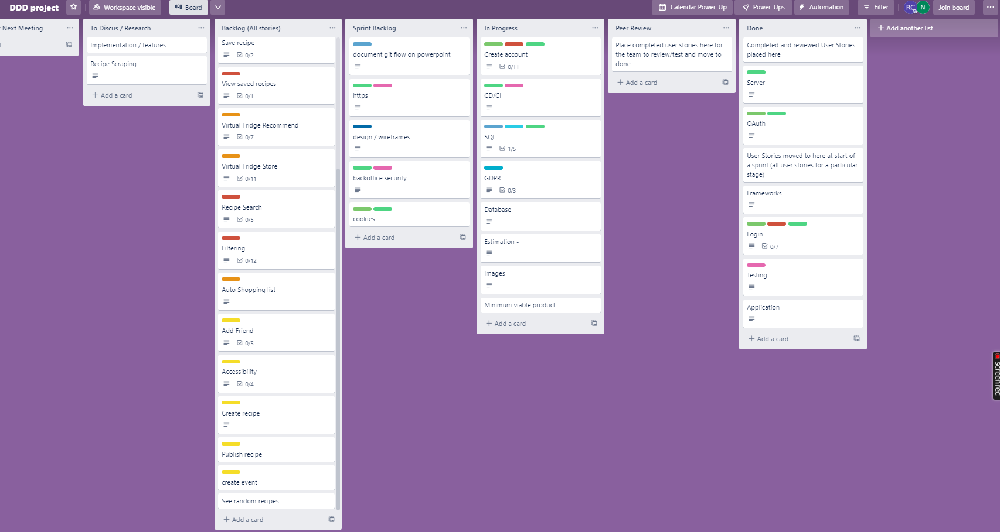 DDD project
Workspace visible
Board
Calendar Power-Up
Power-Ups
Automation
Filter
RC
N
Join board
Next Meeting
To Discus / Research
Implementation / features
Recipe Scraping
+ Add a card
Backlog (All stories)
Save recipe
0/2
View saved recipes
0/1
Virtual Fridge Recommend
0/7
Virtual Fridge Store
0/11
Recipe Search
0/5
Filtering
0/12
Auto Shopping list
Add Friend
0/5
Accessibility
0/4
Create recipe
Publish recipe
create event
See random recipes
+ Add a card
Sprint Backlog
document git flow on powerpoint
https
design / wireframes
backoffice security
cookies
+ Add a card
In Progress
Create account
0/11
CD/CI
SQL
1/5
GDPR
0/3
Database
Estimation -
Images
Minimum viable product
+ Add a card
Peer Review
Place completed user stories here for
the team to review/test and move to
done
+ Add a card
Done
Completed and reviewed User Stories
placed here
Server
OAuth
User Stories moved to here at start of
a sprint (all user stories for a particular
stage)
Frameworks
Login
0/7
Testing
Application
+ Add a card
+ Add another list
screenrec